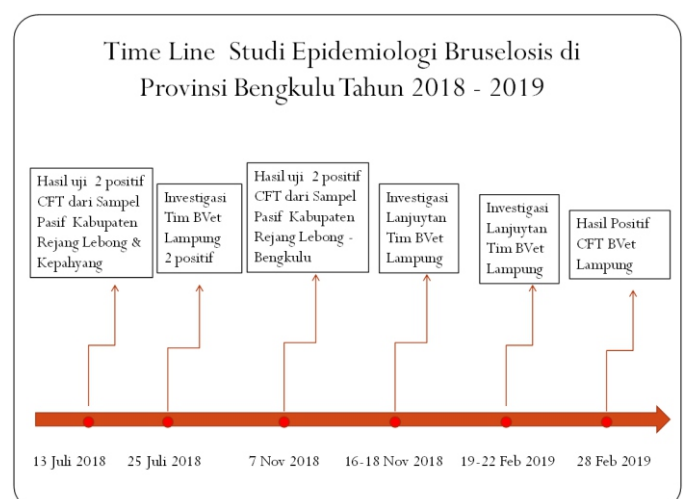 Time Line Studi Epidemiologi Bruselosis di
Provinsi Bengkulu Tahun 2018 - 2019
Hasil uji 2 positif
CFT dari Sampel
Pasif Kabupaten
Rejang Lebong &
Kepahyang
Investigasi
Tim BVet
Lampung
2 positif
Hasil uji 2 positif
CFT dari Sampel
Pasif Kabupaten
Rejang Lebong -
Bengkulu
Investigasi
Lanjuytan
Tim BVet
Lampung
Investigasi
Lanjuytan
Tim BVet
Lampung
Hasil Positif
CFT BVet
Lampung
13 Juli 2018
25 Juli 2018
7 Nov 2018
16-18 Nov 2018
19-22 Feb 2019
28 Feb 2019